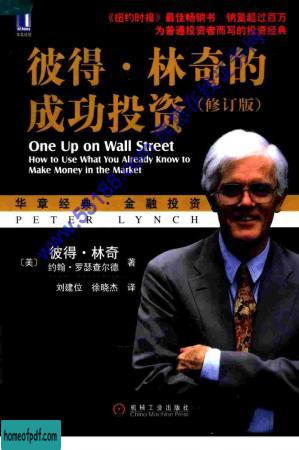 《纽约时报》最佳畅销书 销量超过百万
为普通投资者而写的投资经典
华章经管
彼得·林奇的
成功投资(修订版)
One Up on Wall Street
How to Use What You Already Know to
Make Money in the Market
华章经典 金融投资
PETER LYNCH
〔美〕 彼得·林奇
约翰·罗瑟查尔德 著
刘建位 徐晓杰 译
机械工业出版社
China Machine Press
homeofpdf.com